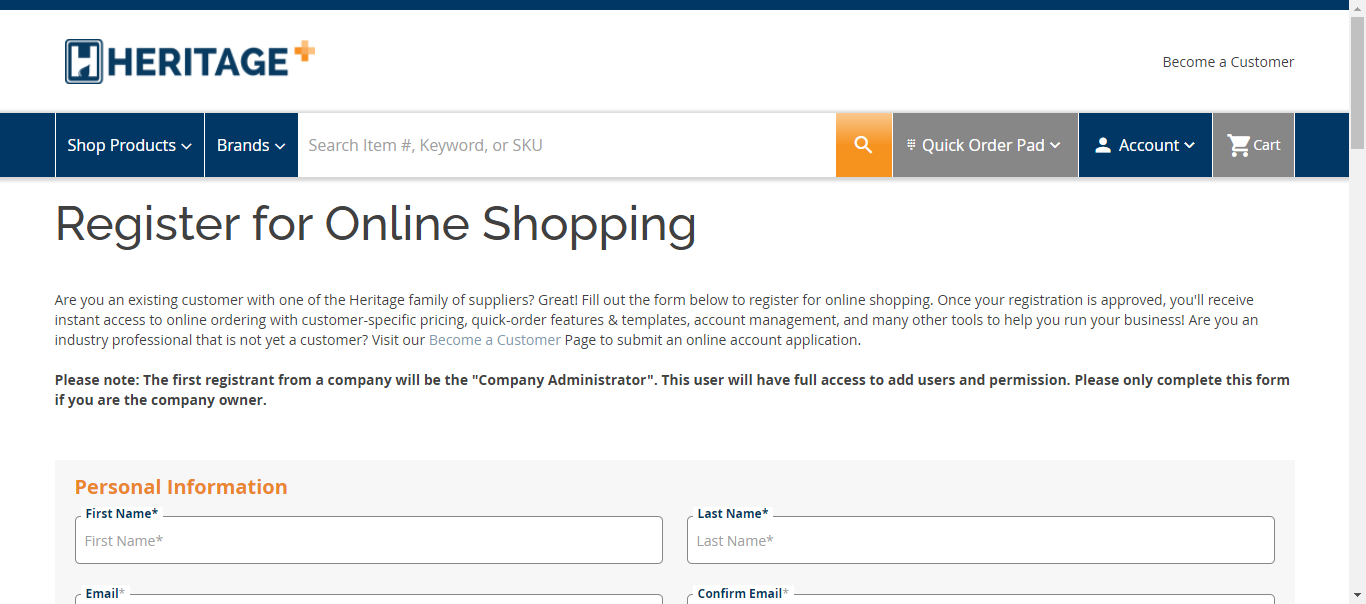 HERITAGE+
Become a Customer
Shop Products
Brands
Search Item #, Keyword, or SKU
Quick Order Pad
Account
Cart
Register for Online Shopping
Are you an existing customer with one of the Heritage family of suppliers? Great! Fill out the form below to register for online shopping. Once your registration is approved, you'll receive
instant access to online ordering with customer-specific pricing, quick-order features & templates, account management, and many other tools to help you run your business! Are you an
industry professional that is not yet a customer? Visit our Become a Customer Page to submit an online account application.
Please note: The first registrant from a company will be the "Company Administrator". This user will have full access to add users and permission. Please only complete this form
if you are the company owner.
Personal Information
First Name*
Last Name*
First Name*
Last Name*
Email*
Confirm Email*